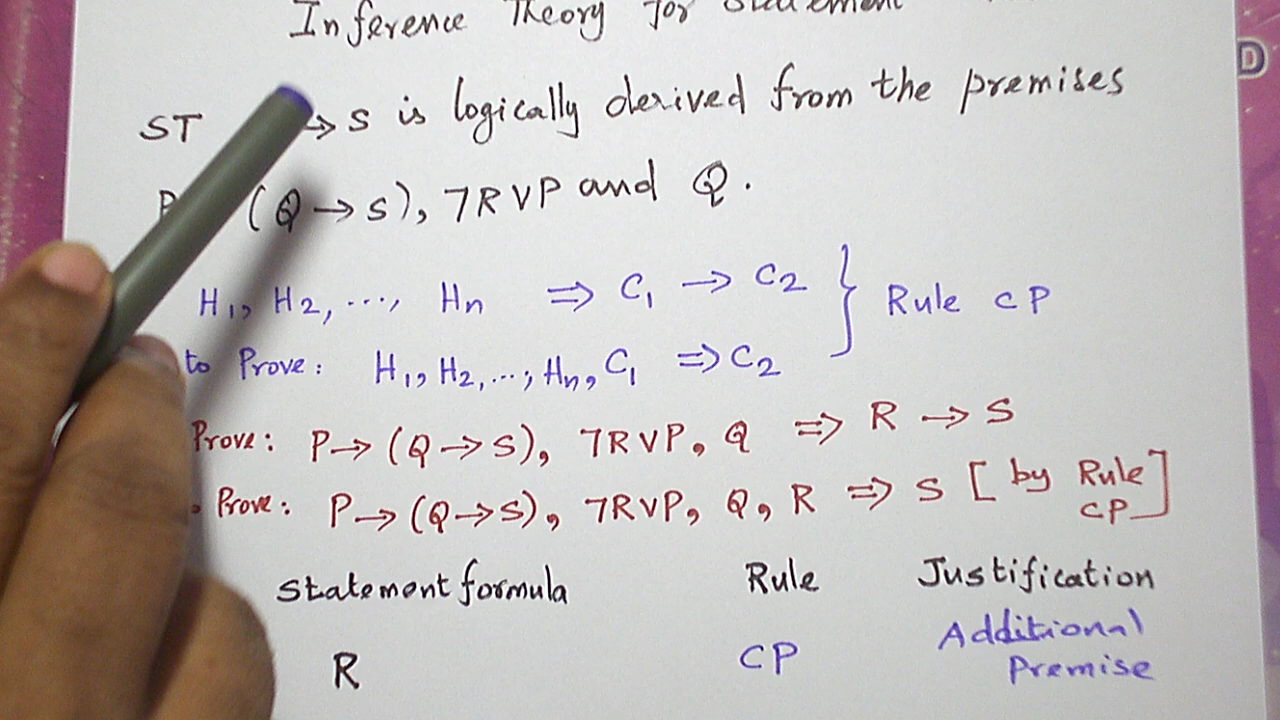 Inference Theory for Statement
ST → S is logically derived from the premises
P (Q → S), 7R V P and Q.
H1, H2, ..., Hn ⇒ C1 → C2 } Rule CP
to Prove: H1, H2, ..., Hn, C1 ⇒ C2
Prove: P → (Q → S), 7R V P, Q ⇒ R → S
Prove: P → (Q → S), 7R V P, Q, R ⇒ S [by Rule CP]
Statement formula Rule Justification
R CP Additional Premise
D